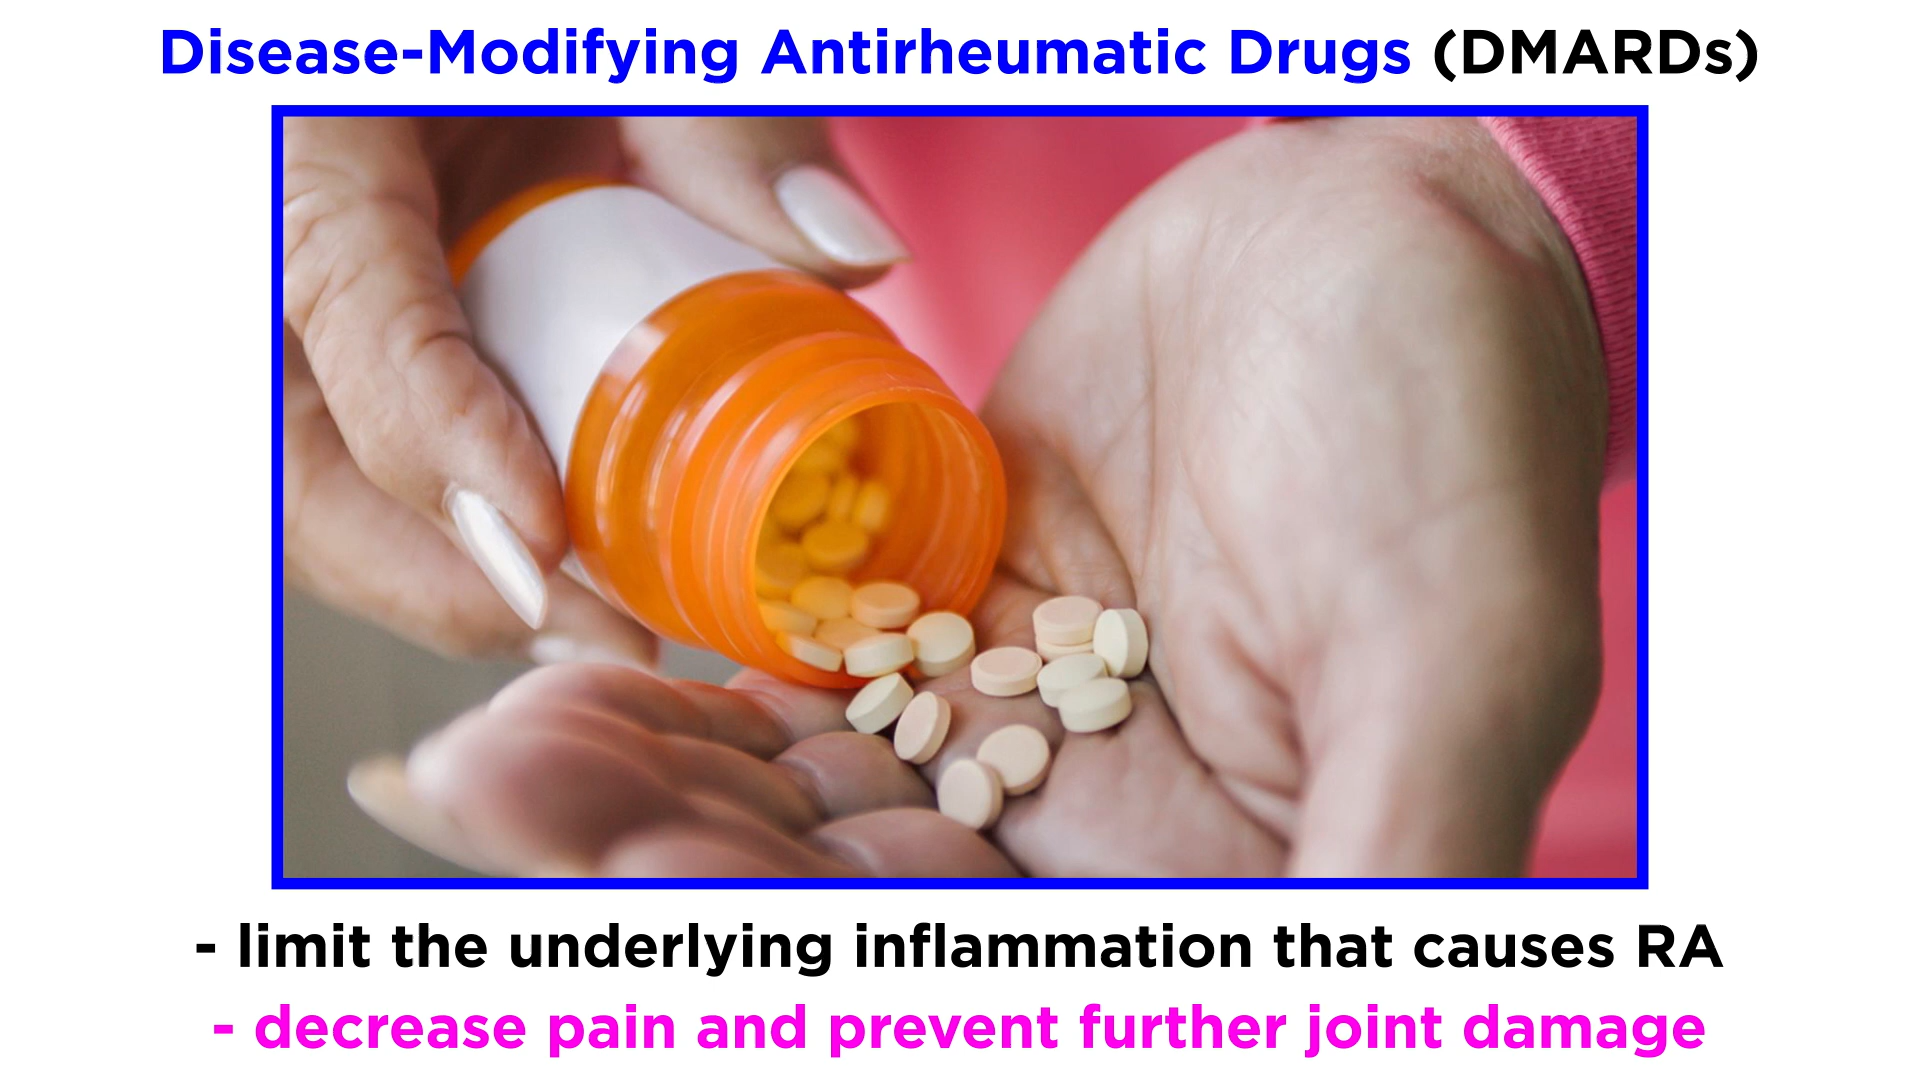 Disease-Modifying Antirheumatic Drugs (DMARDs)
- limit the underlying inflammation that causes RA
- decrease pain and prevent further joint damage